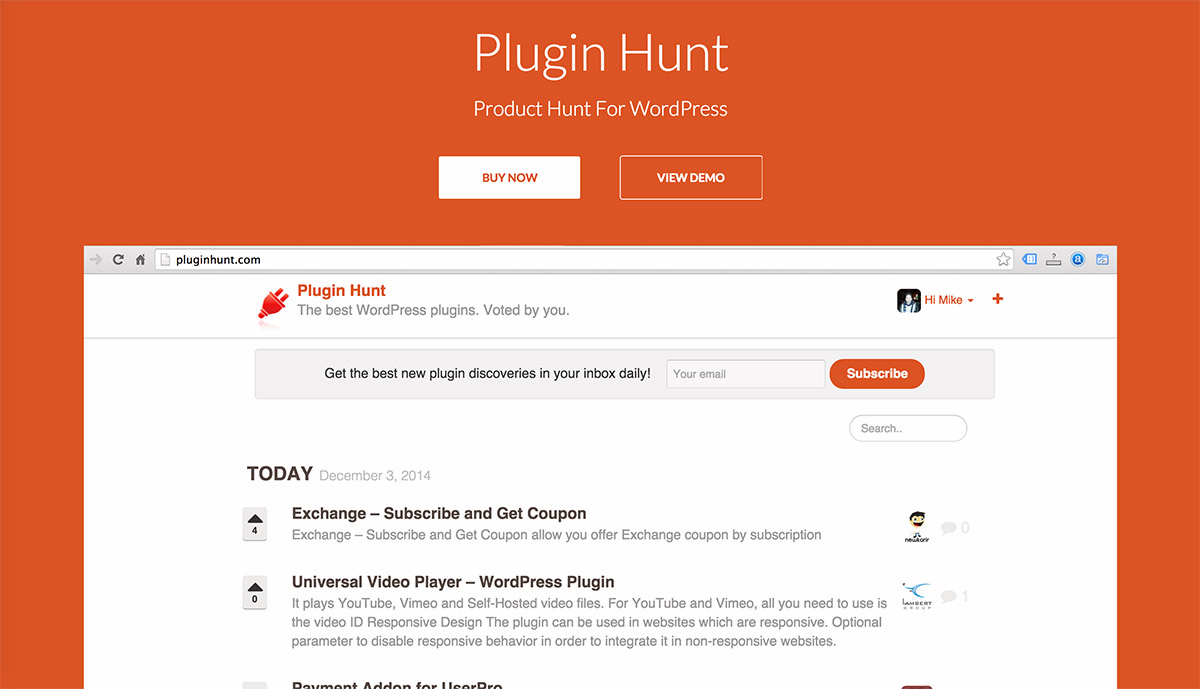 Plugin Hunt
Product Hunt For WordPress
BUY NOW
VIEW DEMO
pluginhunt.com
Plugin Hunt
The best WordPress plugins. Voted by you.
Hi Mike
Get the best new plugin discoveries in your inbox daily!
Your email
Subscribe
Search..
TODAY December 3, 2014
4
Exchange – Subscribe and Get Coupon
Exchange – Subscribe and Get Coupon allow you offer Exchange coupon by subscription
newkarir
0
0
Universal Video Player – WordPress Plugin
It plays YouTube, Vimeo and Self-Hosted video files. For YouTube and Vimeo, all you need to use is
the video ID Responsive Design The plugin can be used in websites which are responsive. Optional
parameter to disable responsive behavior in order to integrate it in non-responsive websites.
LAMBERT
GROUP
1
Payment Addon for UserPro